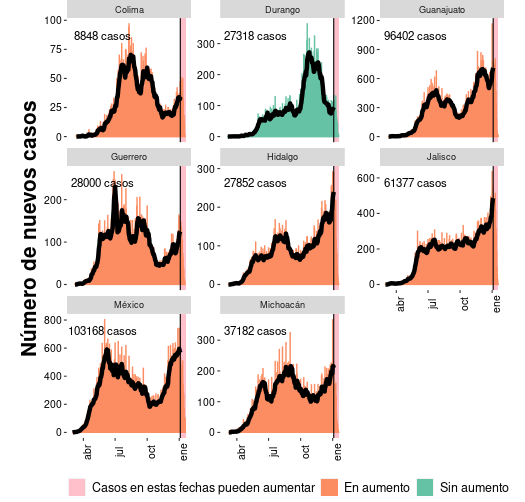 Número de nuevos casos
Colima
Durango
Guanajuato
8848 casos
27318 casos
96402 casos
100
75
50
25
0
300
200
100
0
1200
900
600
300
0
Guerrero
Hidalgo
Jalisco
28000 casos
27852 casos
61377 casos
200
100
0
300
200
100
0
600
400
200
0
abr
jul
oct
ene
México
Michoacán
103168 casos
37182 casos
800
600
400
200
0
300
200
100
0
abr
jul
oct
ene
abr
jul
oct
ene
Casos en estas fechas pueden aumentar
En aumento
Sin aumento